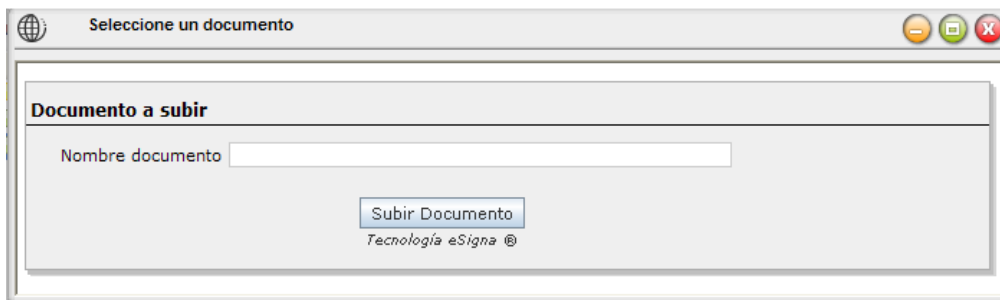 Seleccione un documento
Documento a subir
Nombre documento
Subir Documento
Tecnología eSigna ®